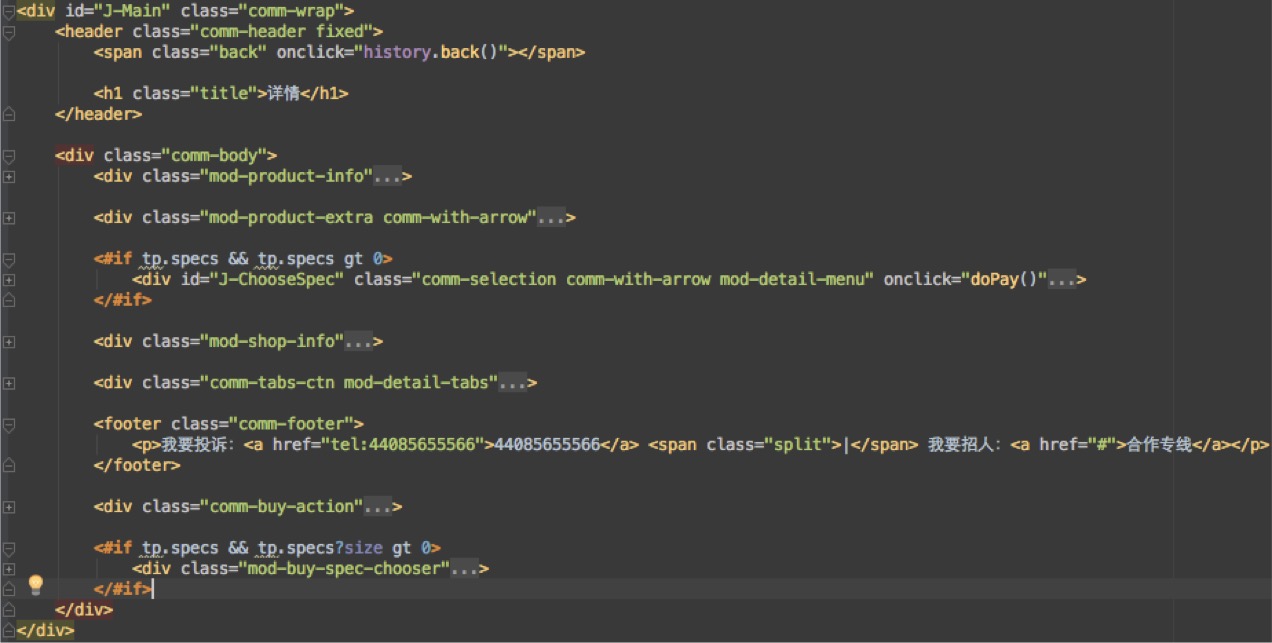 <div id="J-Main" class="comm-wrap">
<header class="comm-header fixed">
<span class="back" onclick="history.back()"></span>
<h1 class="title">详情</h1>
</header>
<div class="comm-body">
<div class="mod-product-info"...>
<div class="mod-product-extra comm-with-arrow"...>
<#if tp.specs && tp.specs gt 0>
<div id="J-ChooseSpec" class="comm-selection comm-with-arrow mod-detail-menu" onclick="doPay()"...>
</#if>
<div class="mod-shop-info"...>
<div class="comm-tabs-ctn mod-detail-tabs"...>
<footer class="comm-footer">
<p>我要投诉: <a href="tel:44085655566">44085655566</a> <span class="split">|</span> 我要招人: <a href="#">合作专线</a></p>
</footer>
<div class="comm-buy-action"...>
<#if tp.specs && tp.specs?size gt 0>
<div class="mod-buy-spec-chooser"...>
</#if>
</div>
</div>